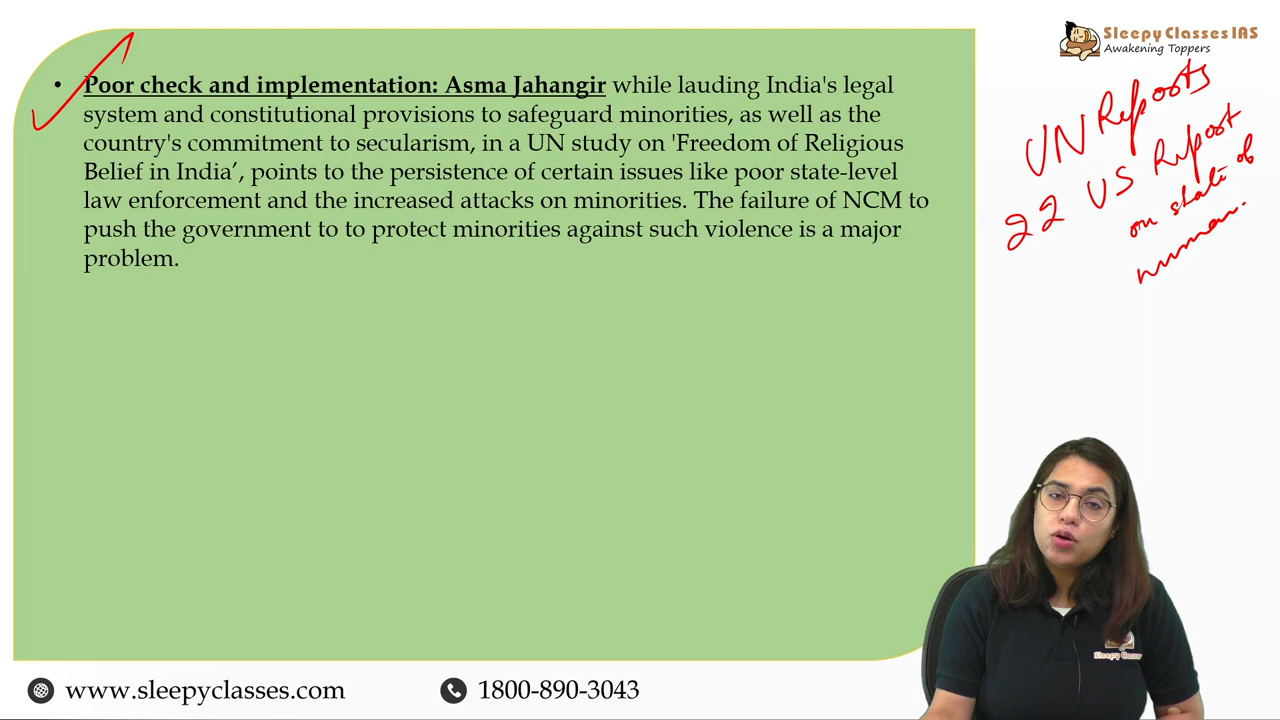 Sleepy Classes IAS
Awakening Toppers
• Poor check and implementation: Asma Jahangir while lauding India's legal
system and constitutional provisions to safeguard minorities, as well as the
country's commitment to secularism, in a UN study on 'Freedom of Religious
Belief in India’, points to the persistence of certain issues like poor state-level
law enforcement and the increased attacks on minorities. The failure of NCM to
push the government to to protect minorities against such violence is a major
problem.
UN Reports
22 US Report
on state of
human.
Sleepy Classes
www.sleepyclasses.com
1800-890-3043